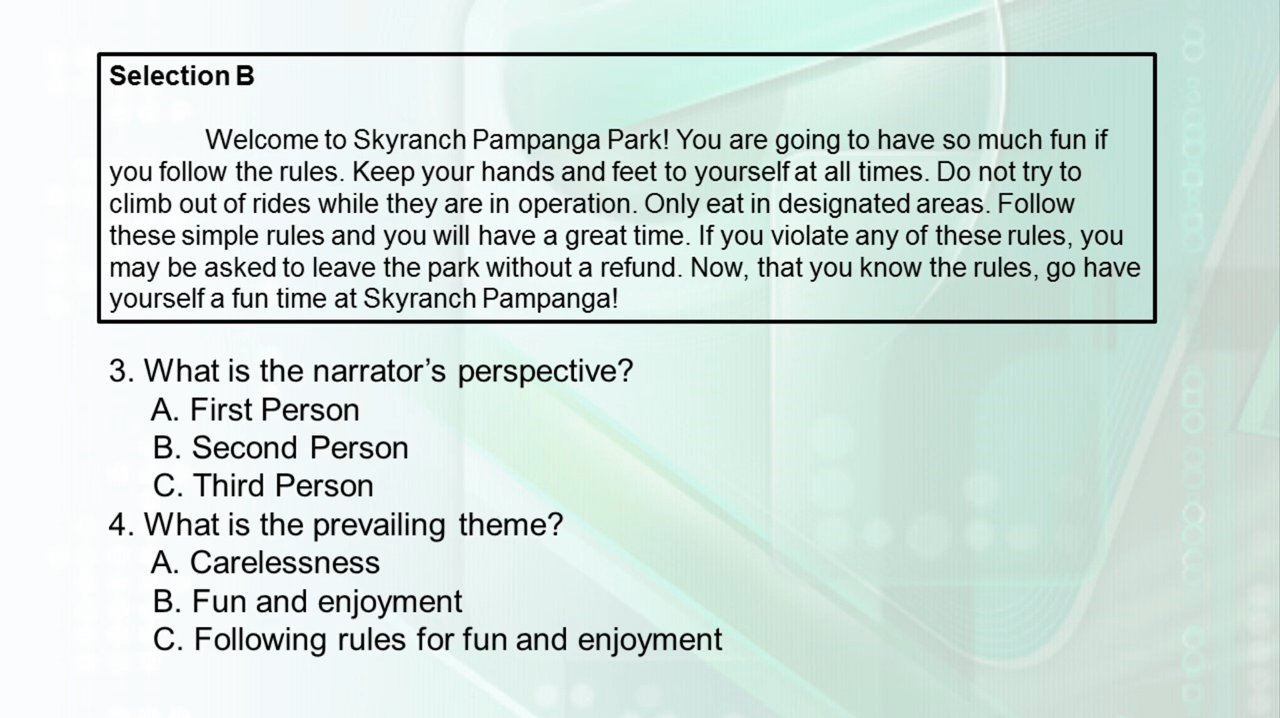 Selection B
Welcome to Skyranch Pampanga Park! You are going to have so much fun if
you follow the rules. Keep your hands and feet to yourself at all times. Do not try to
climb out of rides while they are in operation. Only eat in designated areas. Follow
these simple rules and you will have a great time. If you violate any of these rules, you
may be asked to leave the park without a refund. Now, that you know the rules, go have
yourself a fun time at Skyranch Pampanga!
3. What is the narrator’s perspective?
A. First Person
B. Second Person
C. Third Person
4. What is the prevailing theme?
A. Carelessness
B. Fun and enjoyment
C. Following rules for fun and enjoyment